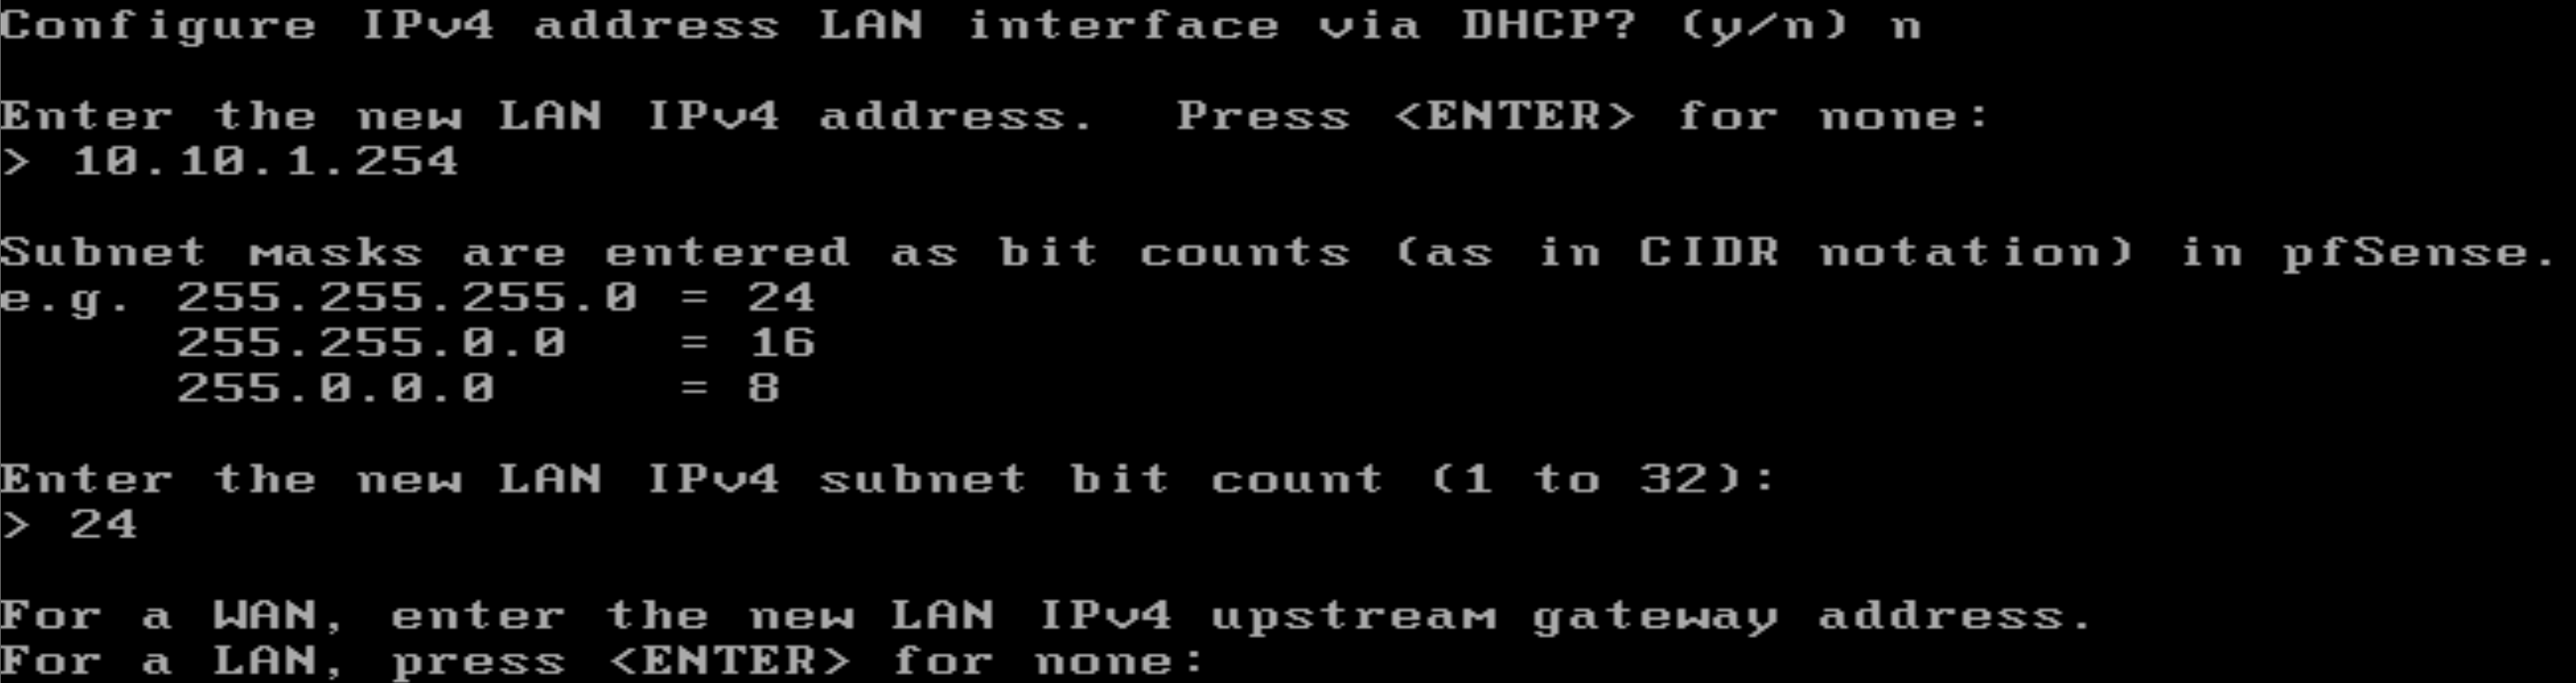 Configure IPv4 address LAN interface via DHCP? (y/n) n
Enter the new LAN IPv4 address.  Press <ENTER> for none:
> 10.10.1.254
Subnet masks are entered as bit counts (as in CIDR notation) in pfSense.
e.g. 255.255.255.0 = 24
     255.255.0.0   = 16
     255.0.0.0     = 8
Enter the new LAN IPv4 subnet bit count (1 to 32):
> 24
For a WAN, enter the new LAN IPv4 upstream gateway address.
For a LAN, press <ENTER> for none: